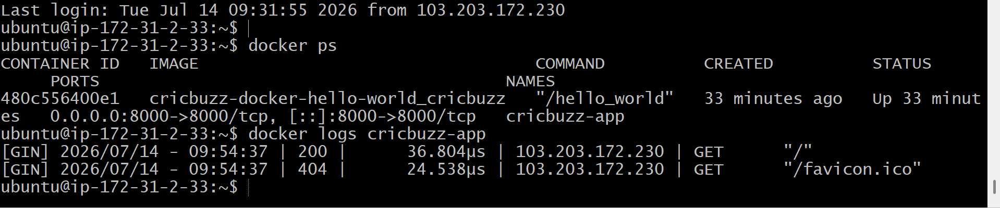 Last login: Tue Jul 14 09:31:55 2026 from 103.203.172.230
ubuntu@ip-172-31-2-33:~$
ubuntu@ip-172-31-2-33:~$ docker ps
CONTAINER ID   IMAGE                                  COMMAND          CREATED          STATUS
     PORTS                                         NAMES
480c556400e1   cricbuzz-docker-hello-world_cricbuzz   "/hello_world"   33 minutes ago   Up 33 minut
es   0.0.0.0:8000->8000/tcp, [::]:8000->8000/tcp   cricbuzz-app
ubuntu@ip-172-31-2-33:~$ docker logs cricbuzz-app
[GIN] 2026/07/14 - 09:54:37 | 200 |      36.804µs | 103.203.172.230 | GET      "/"
[GIN] 2026/07/14 - 09:54:37 | 404 |      24.538µs | 103.203.172.230 | GET      "/favicon.ico"
ubuntu@ip-172-31-2-33:~$